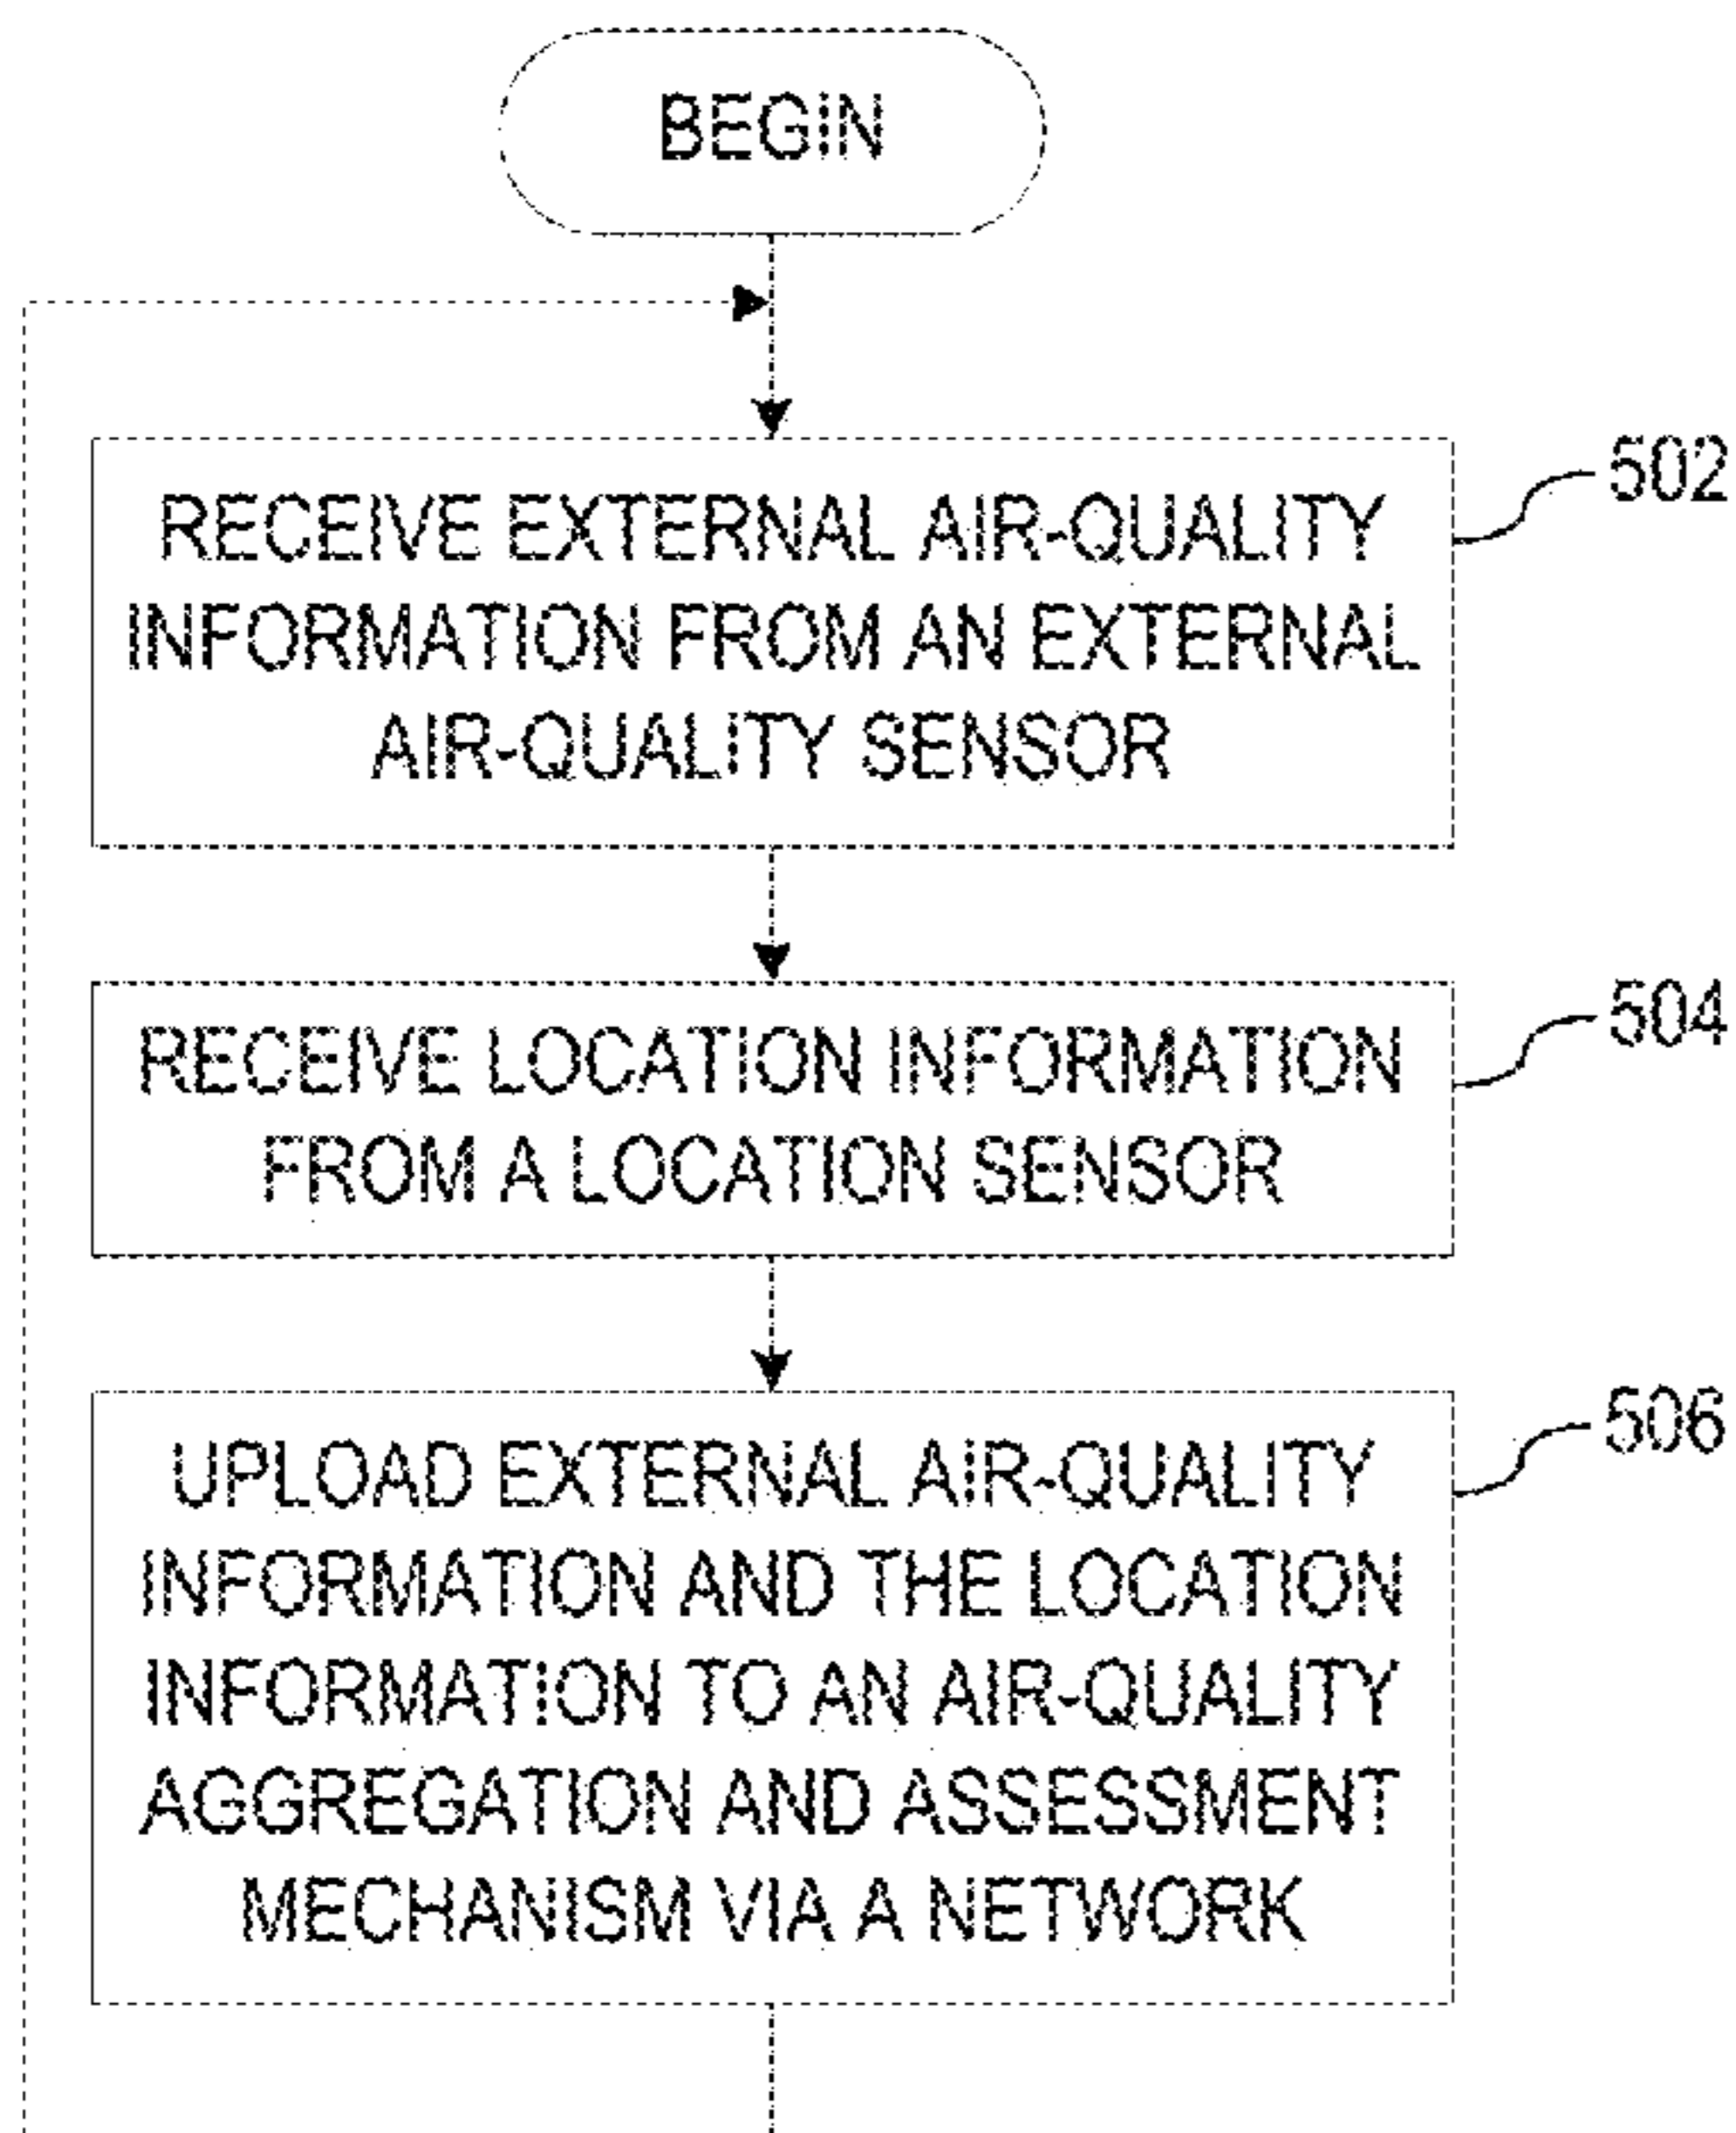 BEGIN
502
RECEIVE EXTERNAL AIR-QUALITY
INFORMATION FROM AN EXTERNAL
AIR-QUALITY SENSOR
504
RECEIVE LOCATION INFORMATION
FROM A LOCATION SENSOR
506
UPLOAD EXTERNAL AIR-QUALITY
INFORMATION AND THE LOCATION
INFORMATION TO AN AIR-QUALITY
AGGREGATION AND ASSESSMENT
MECHANISM VIA A NETWORK